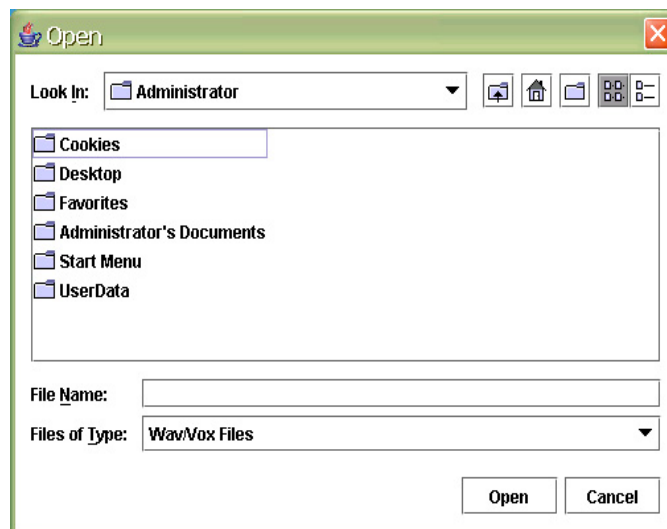 Open
Look In: Administrator
Cookies
Desktop
Favorites
Administrator's Documents
Start Menu
UserData
File Name:
Files of Type: Wav/Vox Files
Open Cancel